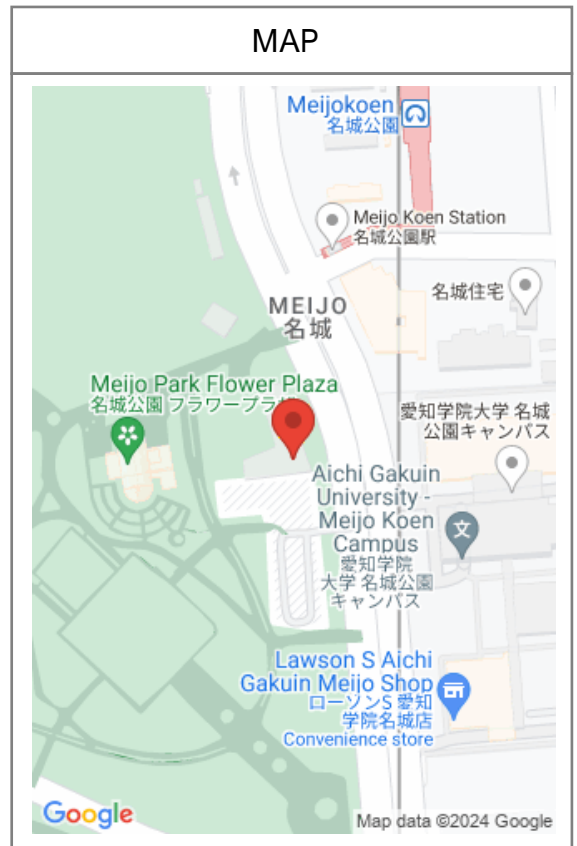 MAP
Meijokoen
名城公園
Meijo Koen Station
名城公園駅
名城住宅
MEIJO
名城
Meijo Park Flower Plaza
名城公園 フラワープラ
愛知学院大学 名城
公園キャンパス
Aichi Gakuin
University -
Meijo Koen
Campus
愛知学院
大学 名城公園
キャンパス
文
Lawson S Aichi
Gakuin Meijo Shop
ローソンS 愛知
学院名城店
Convenience store
Google
Map data ©2024 Google